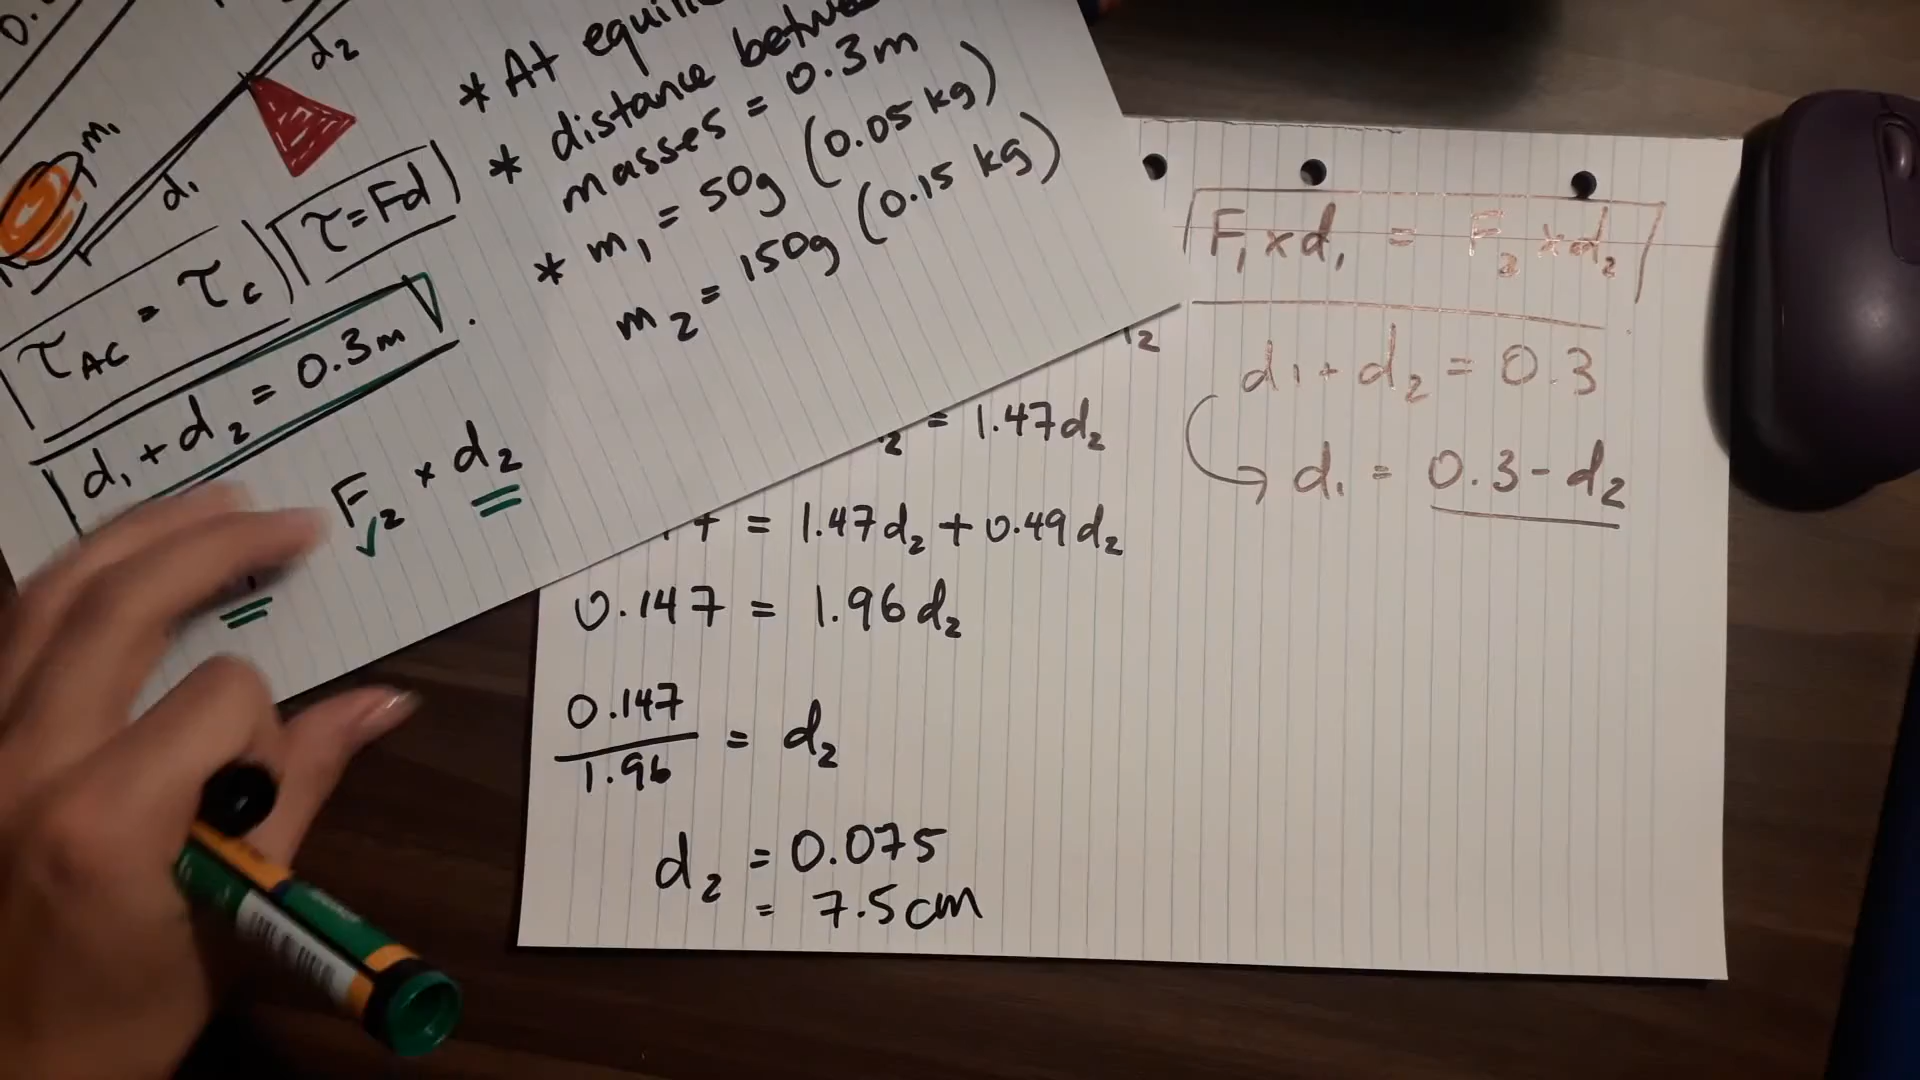 d2
m1
d1
* At
* distance
masses = 0.3m
* m1 = 50g (0.05 kg)
m2 = 150g (0.15 kg)
τAC = τC
τ=Fd
d1 + d2 = 0.3m
F2 × d2
F1 × d1 = F2 × d2
d1 + d2 = 0.3
d1 = 0.3 - d2
2 = 1.47d2
7 = 1.47d2 + 0.49d2
0.147 = 1.96d2
0.147
1.96
= d2
d2 = 0.075
= 7.5cm